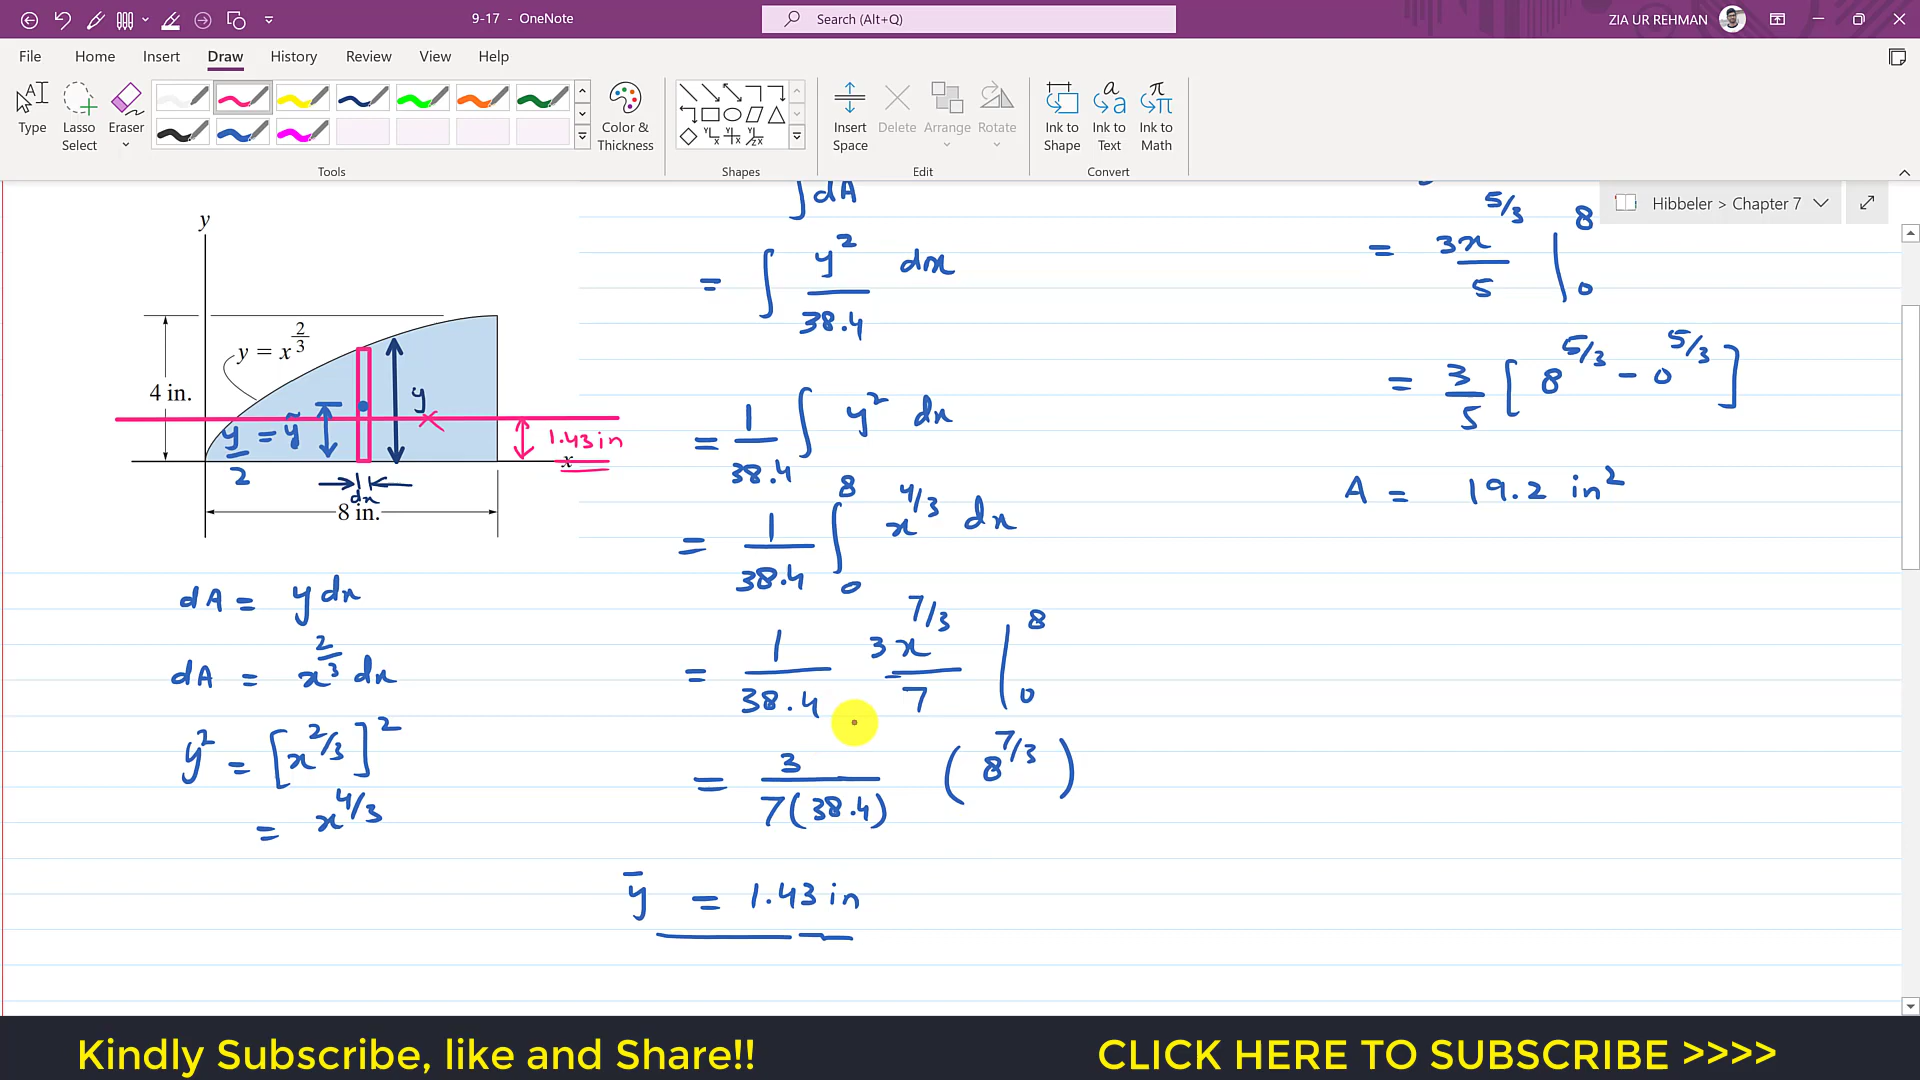 9-17 - OneNote
Search (Alt+Q)
ZIA UR REHMAN
File Home Insert Draw History Review View Help
Type
Lasso Select
Eraser
Color & Thickness
Insert Space
Delete
Arrange
Rotate
Ink to Shape
Ink to Text
Ink to Math
Tools
Shapes
Edit
Convert
Hibbeler > Chapter 7
y
y = x^{2/3}
4 in.
y
y/2 = ỹ
1.43 in
x
dx
8 in.
dA = y dx
dA = x^{2/3} dx
y² = [x^{2/3}]²
= x^{4/3}
∫dA
= ∫ y²/38.4 dx
= 1/38.4 ∫ y² dx
= 1/38.4 ∫₀⁸ x^{4/3} dx
= 1/38.4 3x^{7/3}/7 |₀⁸
= 3/7(38.4) (8^{7/3})
ȳ = 1.43 in
= 3x^{5/3}/5 |₀⁸
= 3/5 [8^{5/3} - 0^{5/3}]
A = 19.2 in²
Kindly Subscribe, like and Share!!
CLICK HERE TO SUBSCRIBE >>>>